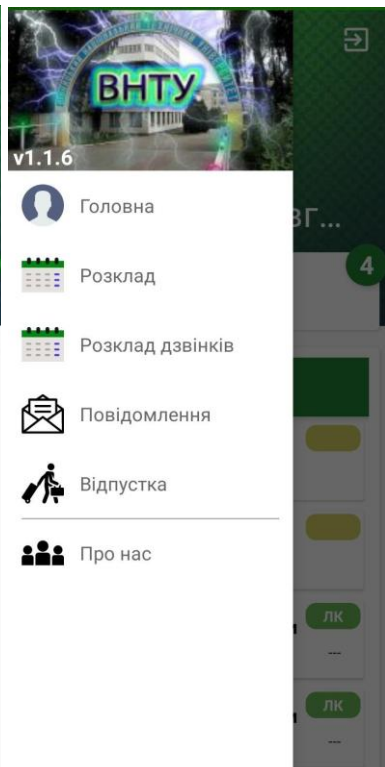 ВНТУ
v1.1.6
Головна
Розклад
Розклад дзвінків
Повідомлення
Відпустка
Про нас
4
ЛК
---
ЛК
---